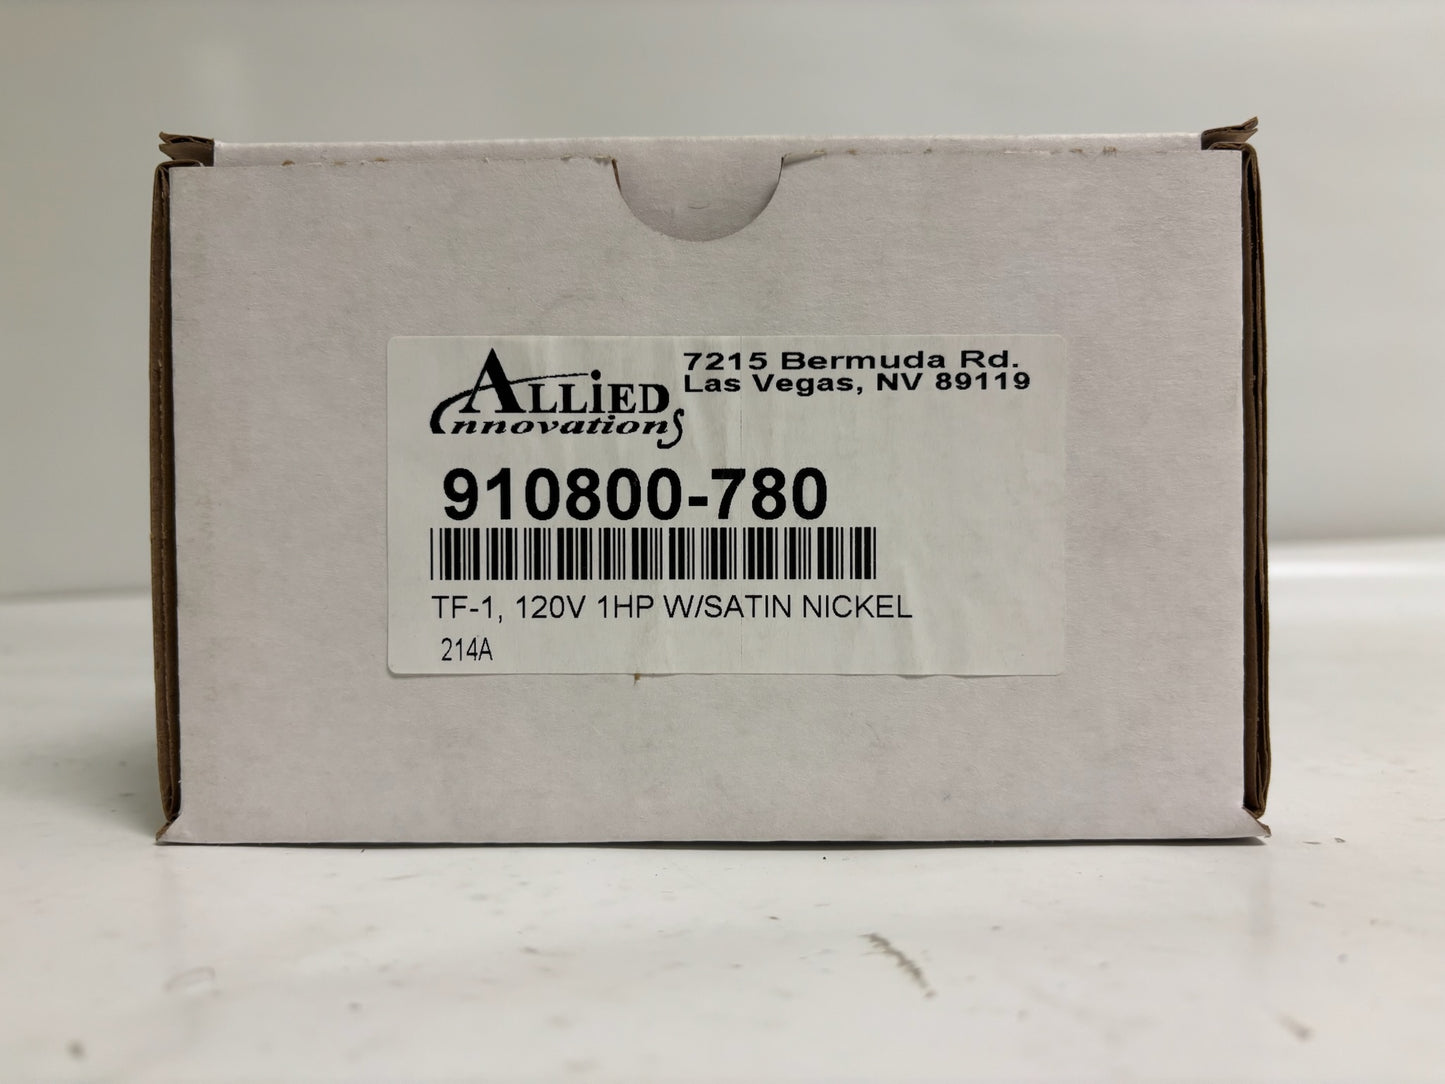 ALLiED
innovations
7215 Bermuda Rd.
Las Vegas, NV 89119
910800-780
TF-1, 120V 1HP W/SATIN NICKEL
214A